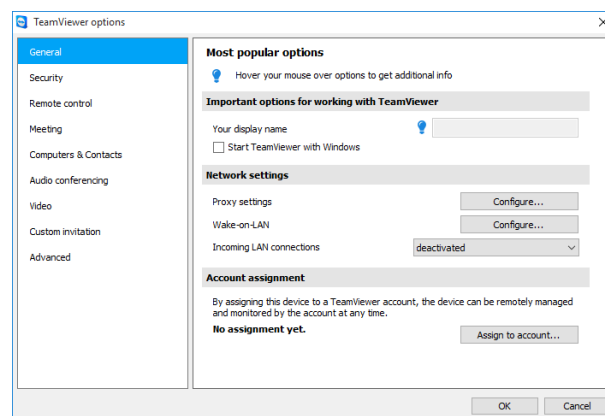 TeamViewer options
General
Security
Remote control
Meeting
Computers & Contacts
Audio conferencing
Video
Custom invitation
Advanced
Most popular options
Hover your mouse over options to get additional info
Important options for working with TeamViewer
Your display name
Start TeamViewer with Windows
Network settings
Proxy settings Configure...
Wake-on-LAN Configure...
Incoming LAN connections deactivated
Account assignment
By assigning this device to a TeamViewer account, the device can be remotely managed
and monitored by the account at any time.
No assignment yet.
Assign to account...
OK Cancel